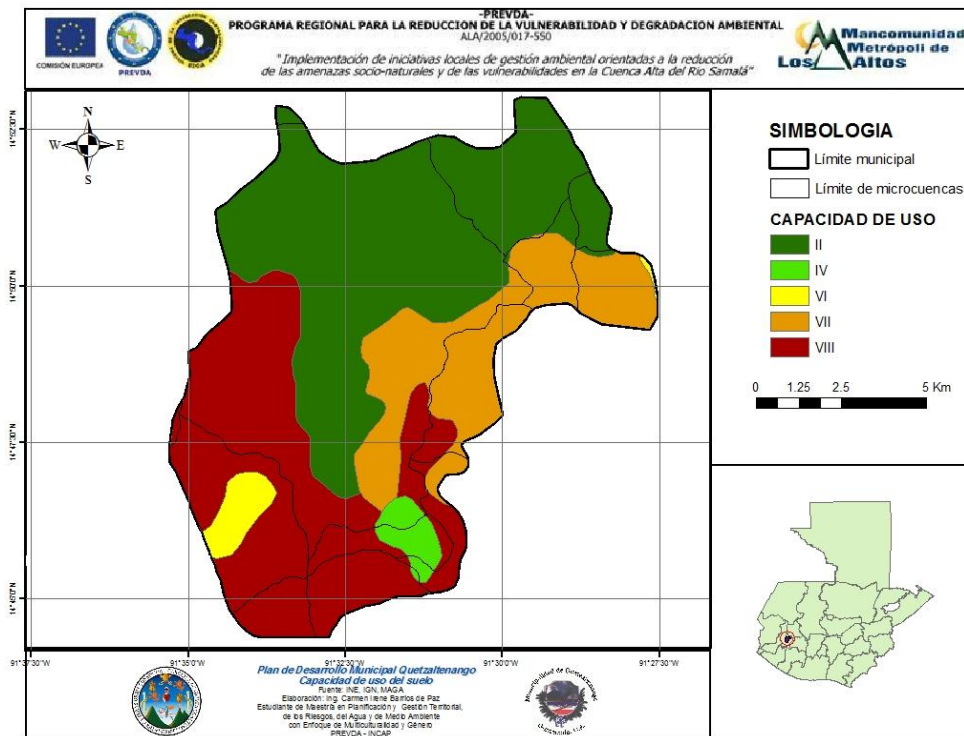 -PREVDA-
PROGRAMA REGIONAL PARA LA REDUCCION DE LA VULNERABILIDAD Y DEGRADACION AMBIENTAL
ALA/2005/017-550
"Implementación de iniciativas locales de gestión ambiental orientadas a la reducción
de las amenazas socio-naturales y de las vulnerabilidades en la Cuenca Alta del Río Samalá"
COMISIÓN EUROPEA
PREVDA
Mancomunidad
Metrópoli de
Los Altos
N
W E
S
SIMBOLOGIA
Límite municipal
Límite de microcuencas
CAPACIDAD DE USO
II
IV
VI
VII
VIII
0 1.25 2.5 5 Km
91°37'30"W 91°35'0"W 91°32'30"W 91°30'0"W 91°27'30"W
Plan de Desarrollo Municipal Quetzaltenango
Capacidad de uso del suelo
Fuente: INE, IGN, MAGA
Elaboración: Ing. Carmen Irene Barrios de Paz
Estudiante de Maestría en Planificación y Gestión Territorial,
de los Riesgos, del Agua y de Medio Ambiente
con Enfoque de Multiculturalidad y Género
PREVDA - INCAP